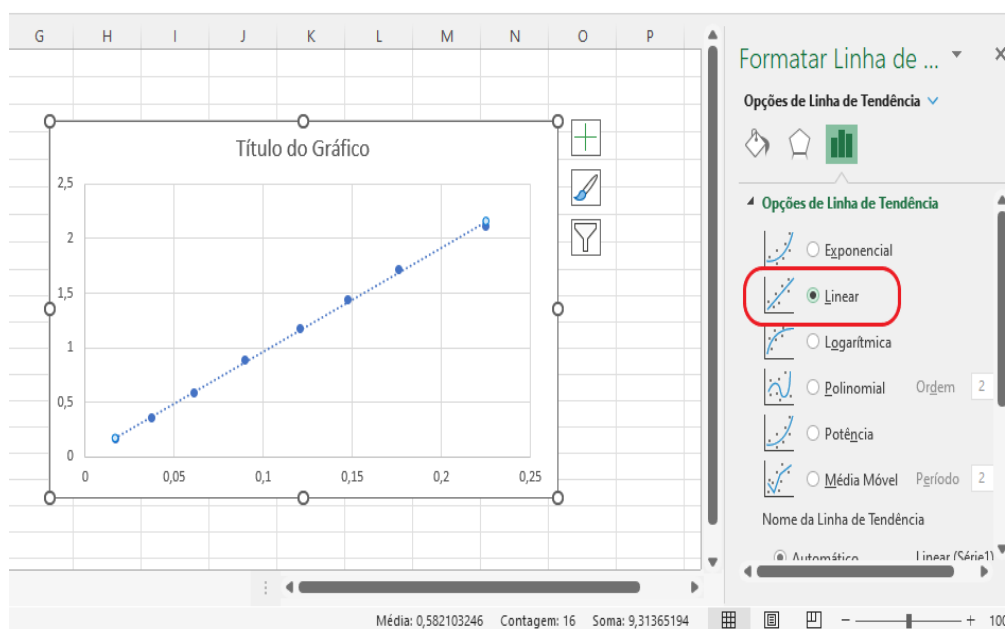 G H I J K L M N O P
Formatar Linha de ...
Opções de Linha de Tendência
Título do Gráfico
2,5
2
1,5
1
0,5
0
0 0,05 0,1 0,15 0,2 0,25
Opções de Linha de Tendência
Exponencial
Linear
Logarítmica
Polinomial Ordem 2
Potência
Média Móvel Período 2
Nome da Linha de Tendência
Automático Linear (Série1)
Média: 0,582103246 Contagem: 16 Soma: 9,31365194 100